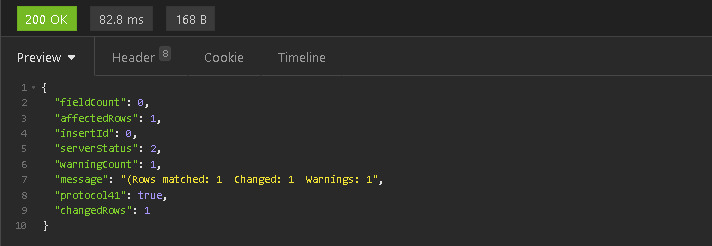 200 OK 82.8 ms 168 B
Preview ▼ Header 8 Cookie Timeline
1 {
2 "fieldCount": 0,
3 "affectedRows": 1,
4 "insertId": 0,
5 "serverStatus": 2,
6 "warningCount": 1,
7 "message": "(Rows matched: 1  Changed: 1  Warnings: 1",
8 "protocol41": true,
9 "changedRows": 1
10 }